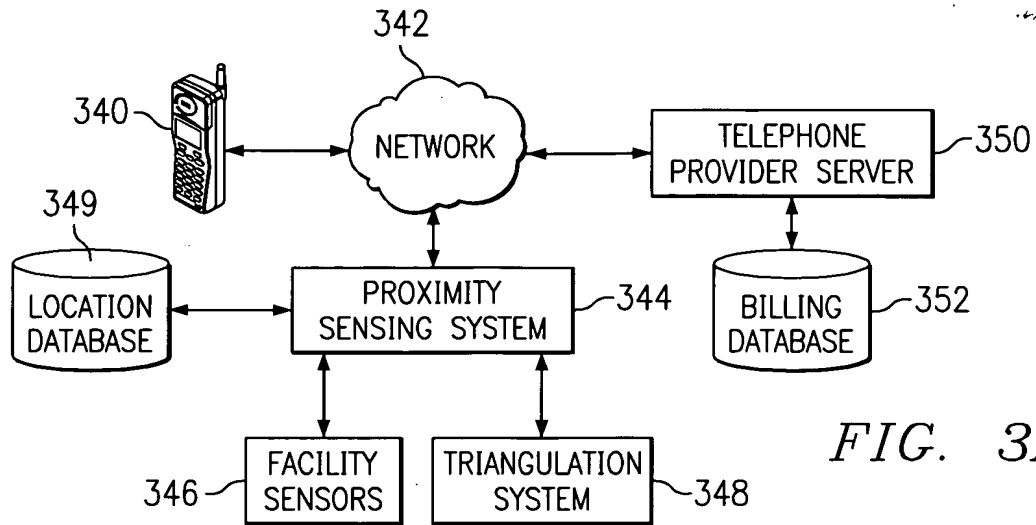 342
340
NETWORK
TELEPHONE
PROVIDER SERVER
350
349
LOCATION
DATABASE
PROXIMITY
SENSING SYSTEM
344
BILLING
DATABASE
352
FACILITY
SENSORS
346
TRIANGULATION
SYSTEM
348
FIG. 3